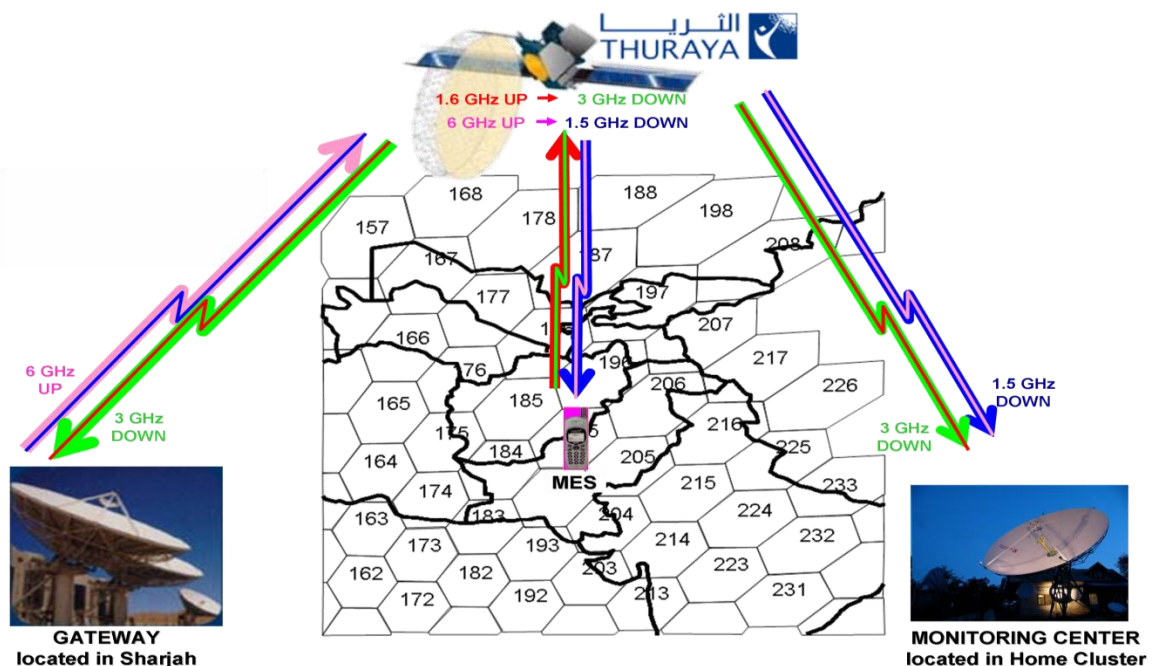 الثريا
THURAYA
1.6 GHz UP → 3 GHz DOWN
6 GHz UP → 1.5 GHz DOWN
168
188
178
198
157
187
208
167
197
177
207
166
217
196
176
206
226
185
165
216
175
225
184
205
164
215
233
MES
174
224
183
204
163
232
214
173
193
203
223
162
182
231
172
192
213
6 GHz
UP
3 GHz
DOWN
1.5 GHz
DOWN
3 GHz
DOWN
GATEWAY
located in Sharjah
MONITORING CENTER
located in Home Cluster